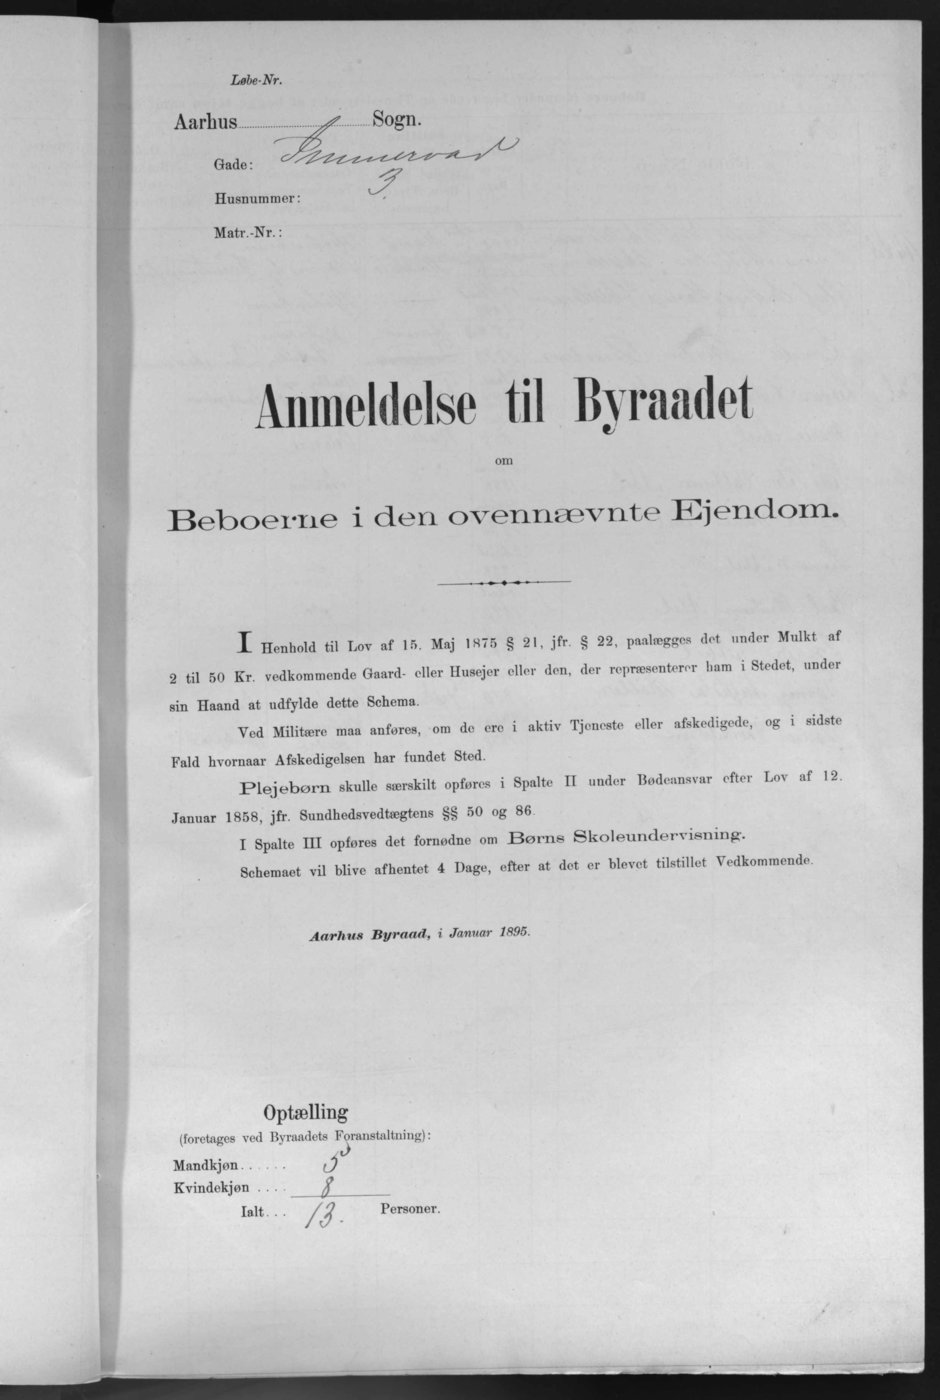 Løbe-Nr.
Aarhus Sogn.
Gade: Immervad
Husnummer: 3.
Matr.-Nr.:
Anmeldelse til Byraadet
om
Beboerne i den ovennævnte Ejendom.
I Henhold til Lov af 15. Maj 1875 § 21, jfr. § 22, paalægges det under Mulkt af
2 til 50 Kr. vedkommende Gaard- eller Husejer eller den, der repræsenterer ham i Stedet, under
sin Haand at udfylde dette Schema.
Ved Militære maa anføres, om de ere i aktiv Tjeneste eller afskedigede, og i sidste
Fald hvornaar Afskedigelsen har fundet Sted.
Plejebørn skulle særskilt opføres i Spalte II under Bødeansvar efter Lov af 12.
Januar 1858, jfr. Sundhedsvedtægtens §§ 50 og 86.
I Spalte III opføres det fornødne om Børns Skoleundervisning.
Schemaet vil blive afhentet 4 Dage, efter at det er blevet tilstillet Vedkommende.
Aarhus Byraad, i Januar 1895.
Optælling
(foretages ved Byraadets Foranstaltning):
Mandkjøn...... 5
Kvindekjøn .... 8
Ialt... 13. Personer.